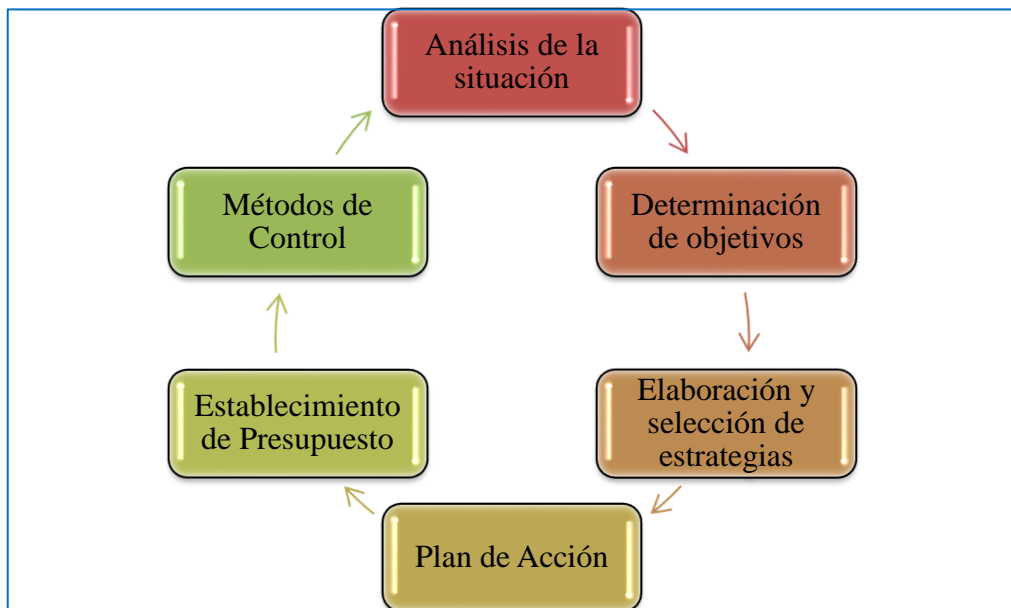 Análisis de la
situación
Determinación
de objetivos
Elaboración y
selección de
estrategias
Plan de Acción
Establecimiento
de Presupuesto
Métodos de
Control